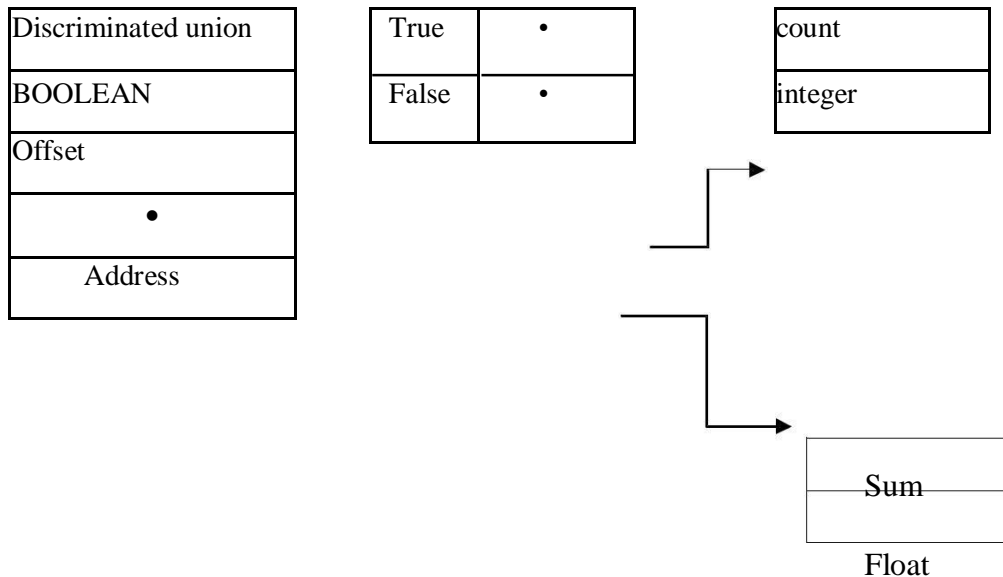 Discriminated union
BOOLEAN
Offset
•
Address
True •
False •
count
integer
Sum
Float